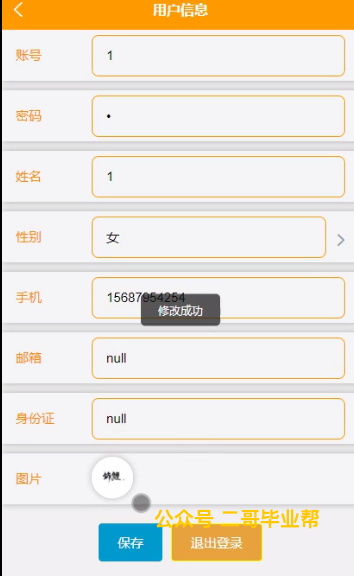 用户信息
账号 1
密码 •
姓名 1
性别 女
手机 15687954254
修改成功
邮箱 null
身份证 null
图片
公众号 二哥毕业帮
保存 退出登录